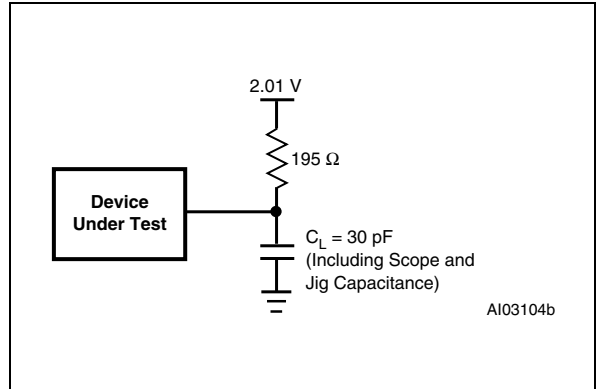 2.01 V
195 Ω
Device
Under Test
C_L = 30 pF
(Including Scope and
Jig Capacitance)
AI03104b